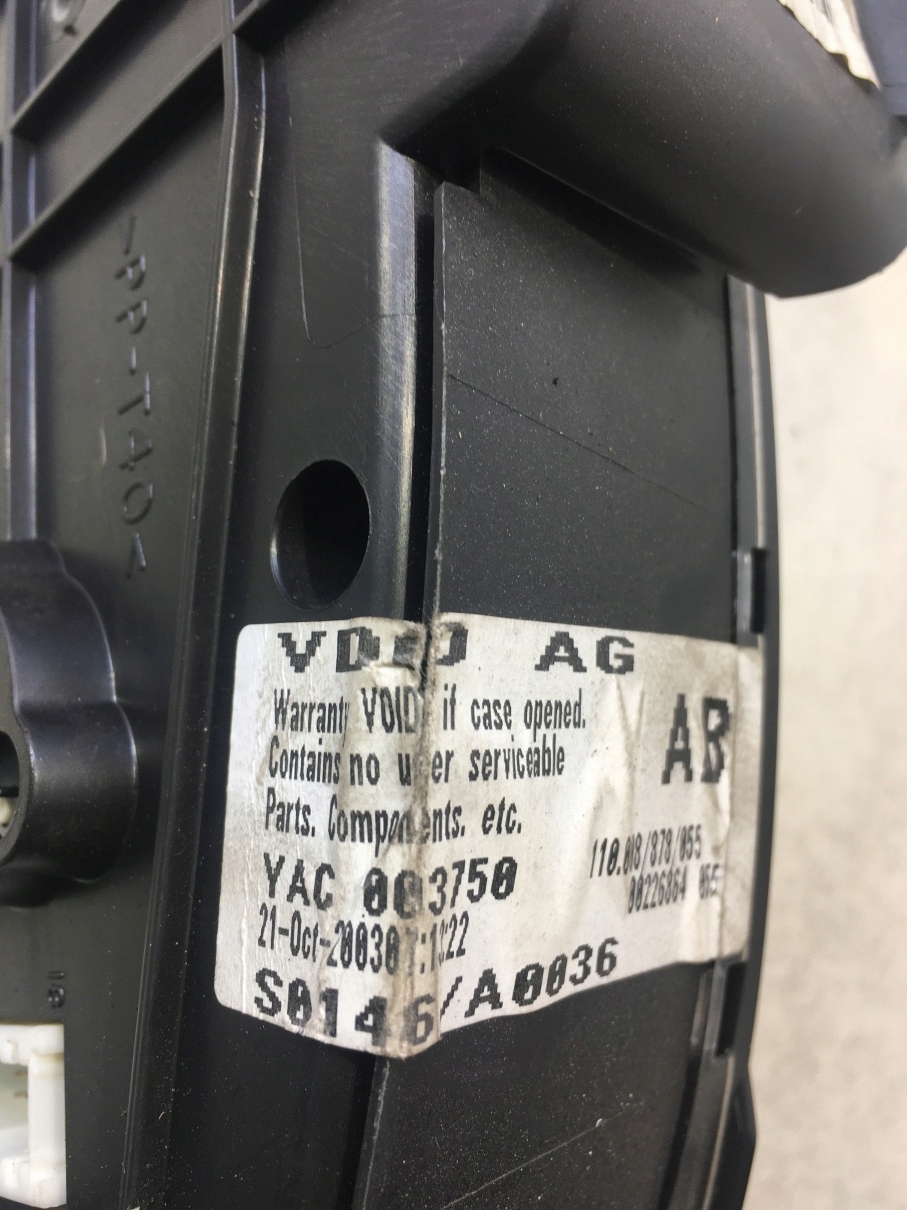 >PP-T40<
VDO AG
Warranty VOID if case opened.
Contains no user serviceable
Parts. Components. etc.
AB
YAC 003750
110.008/878/055
00226864
21-Oct-2003
S0146/A0036